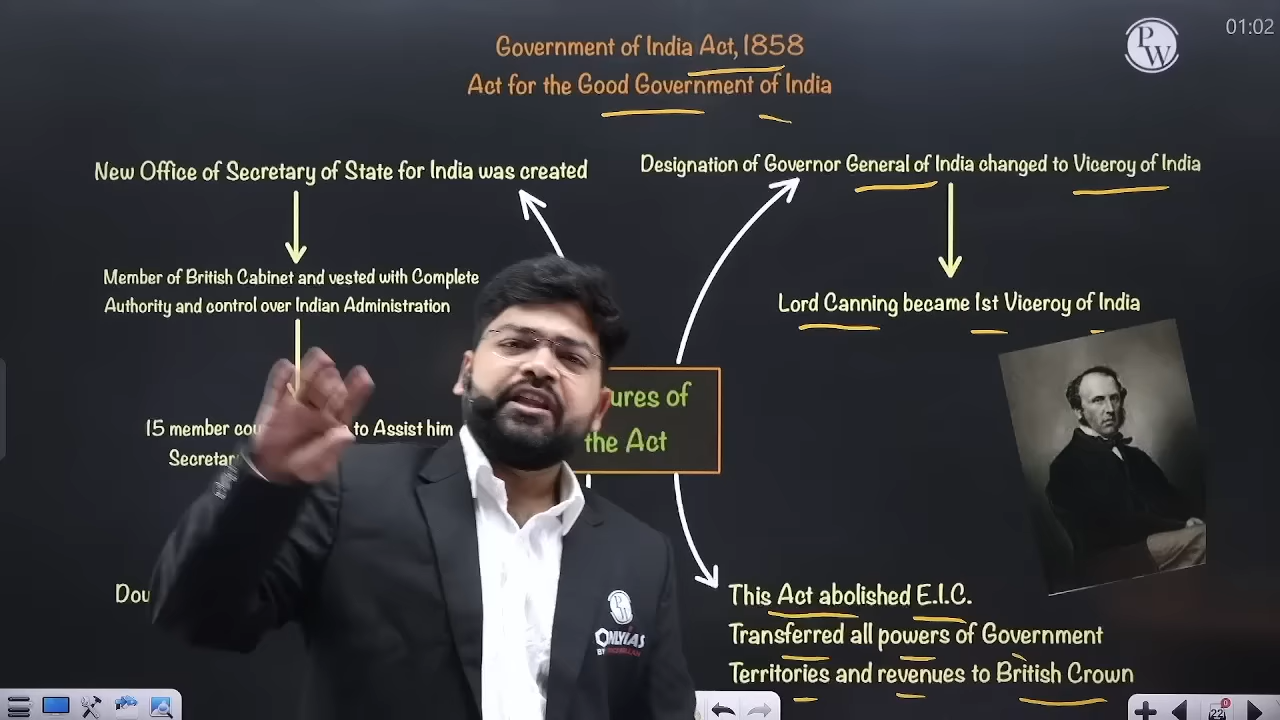 01:02
PW
Government of India Act, 1858
Act for the Good Government of India
New Office of Secretary of State for India was created
Designation of Governor General of India changed to Viceroy of India
Member of British Cabinet and vested with Complete
Authority and control over Indian Administration
Lord Canning became 1st Viceroy of India
ures of
the Act
15 member to Assist him
This Act abolished E.I.C.
Transferred all powers of Government
Territories and revenues to British Crown
PW
ONLYIAS